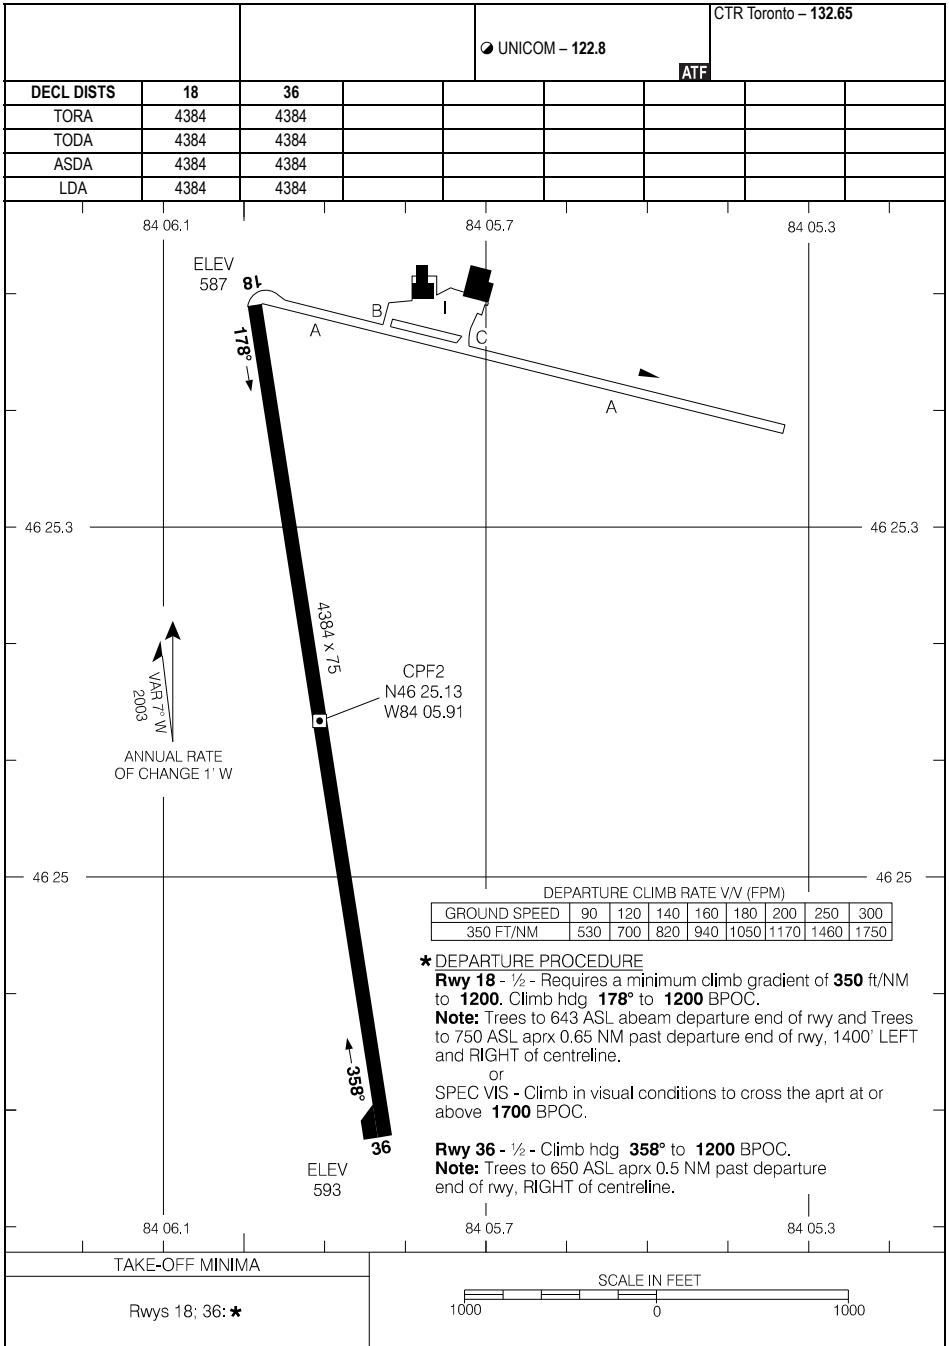 CTR Toronto – 132.65
UNICOM – 122.8
ATF
DECL DISTS 18 36
TORA 4384 4384
TODA 4384 4384
ASDA 4384 4384
LDA 4384 4384
84 06.1 84 05.7 84 05.3
ELEV
587
18
178°
B
I
A
C
A
46 25.3 46 25.3
4384 x 75
VAR 7° W
2003
ANNUAL RATE
OF CHANGE 1' W
CPF2
N46 25.13
W84 05.91
46 25 46 25
DEPARTURE CLIMB RATE V/V (FPM)
GROUND SPEED 90 120 140 160 180 200 250 300
350 FT/NM 530 700 820 940 1050 1170 1460 1750
* DEPARTURE PROCEDURE
Rwy 18 - ½ - Requires a minimum climb gradient of 350 ft/NM
to 1200. Climb hdg 178° to 1200 BPOC.
Note: Trees to 643 ASL abeam departure end of rwy and Trees
to 750 ASL aprx 0.65 NM past departure end of rwy, 1400' LEFT
and RIGHT of centreline.
or
SPEC VIS - Climb in visual conditions to cross the aprt at or
above 1700 BPOC.
Rwy 36 - ½ - Climb hdg 358° to 1200 BPOC.
Note: Trees to 650 ASL aprx 0.5 NM past departure
end of rwy, RIGHT of centreline.
358°
36
ELEV
593
84 06.1 84 05.7 84 05.3
TAKE-OFF MINIMA
Rwys 18; 36: *
SCALE IN FEET
1000 0 1000